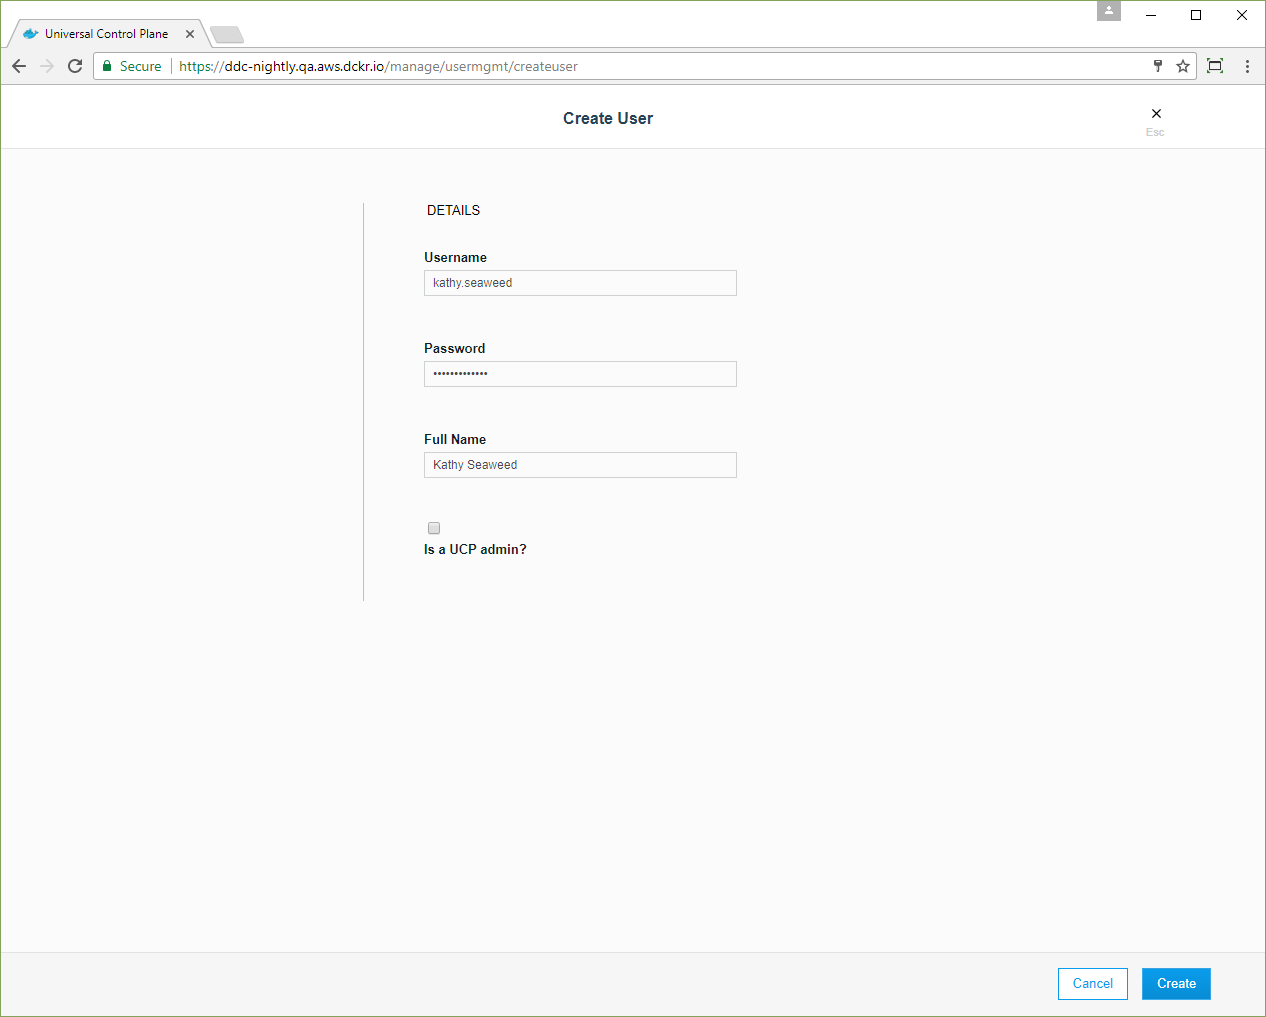 Universal Control Plane
Secure https://ddc-nightly.qa.aws.dckr.io/manage/usermgmt/createuser
Create User
Esc
DETAILS
Username
kathy.seaweed
Password
•••••••••••••
Full Name
Kathy Seaweed
Is a UCP admin?
Cancel Create